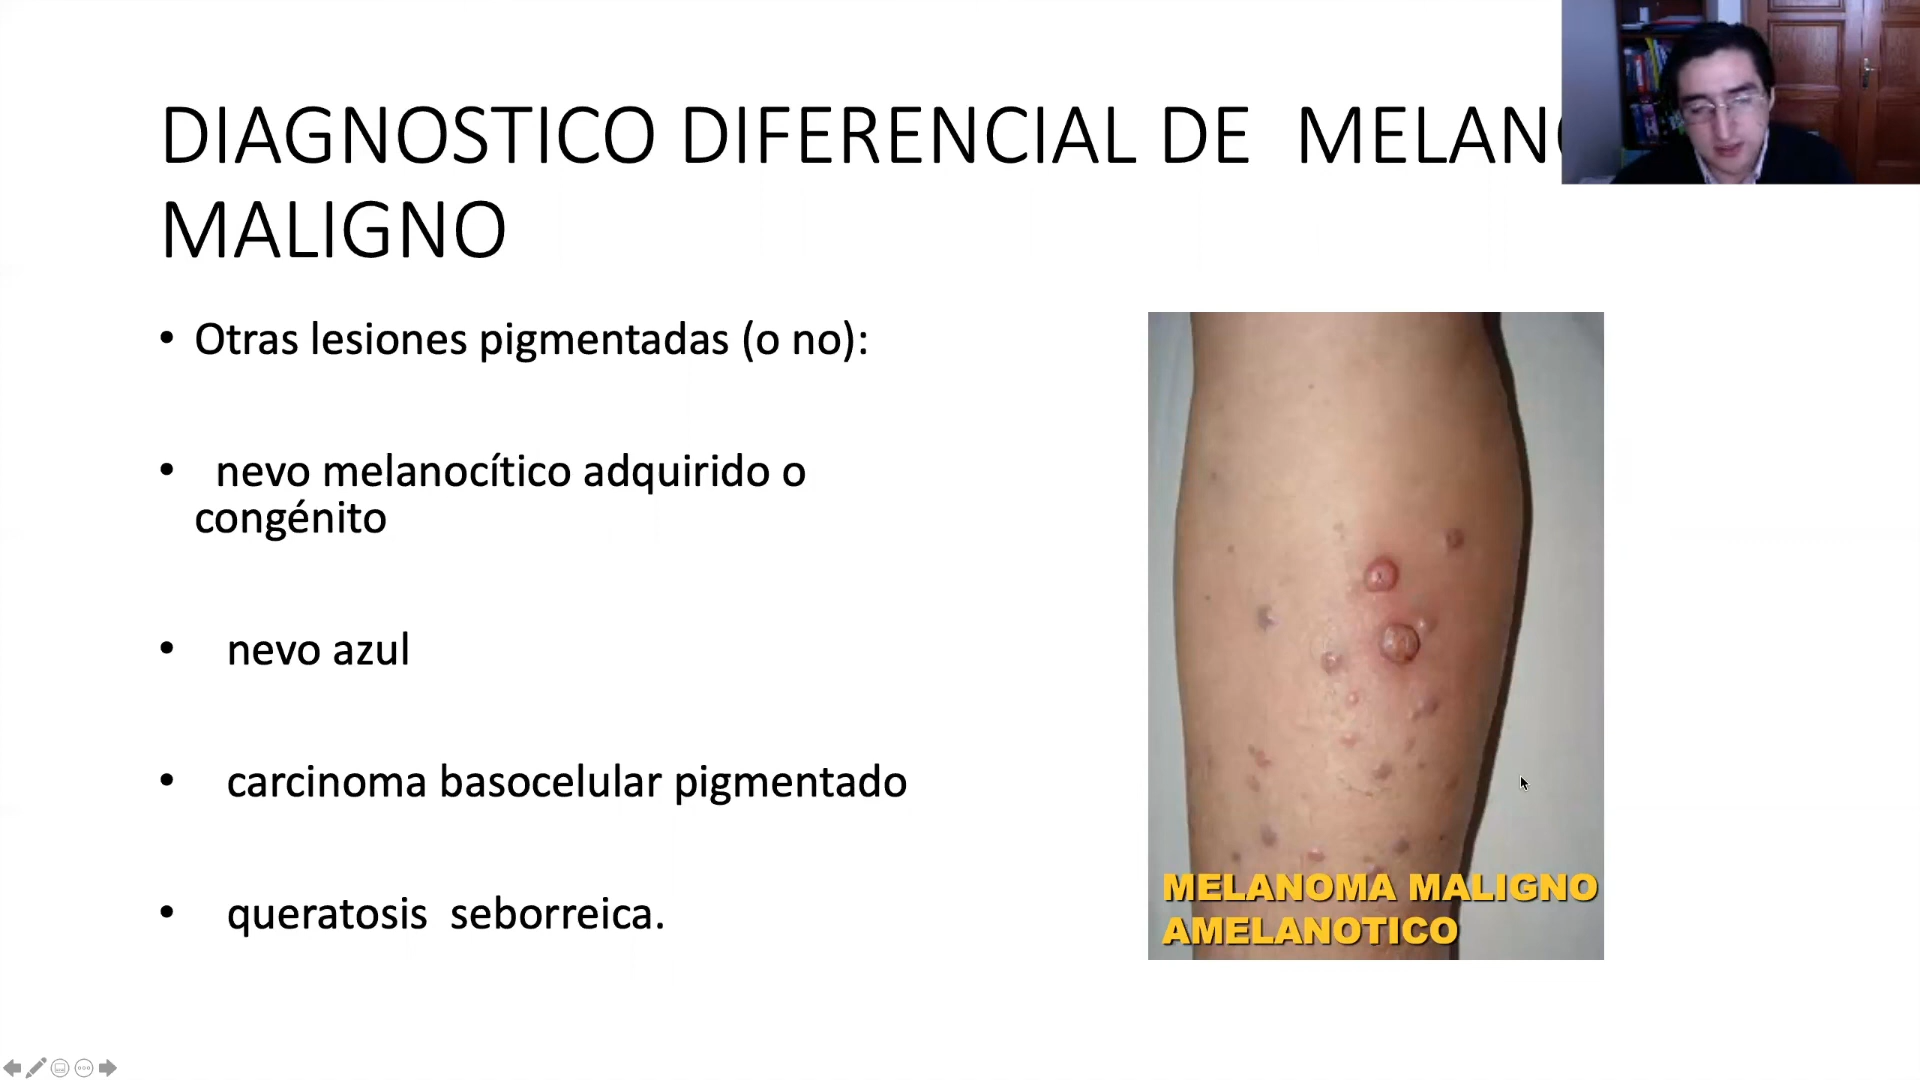 DIAGNOSTICO DIFERENCIAL DE MELAN
MALIGNO
• Otras lesiones pigmentadas (o no):
• nevo melanocítico adquirido o
congénito
• nevo azul
• carcinoma basocelular pigmentado
• queratosis seborreica.
MELANOMA MALIGNO
AMELANOTICO